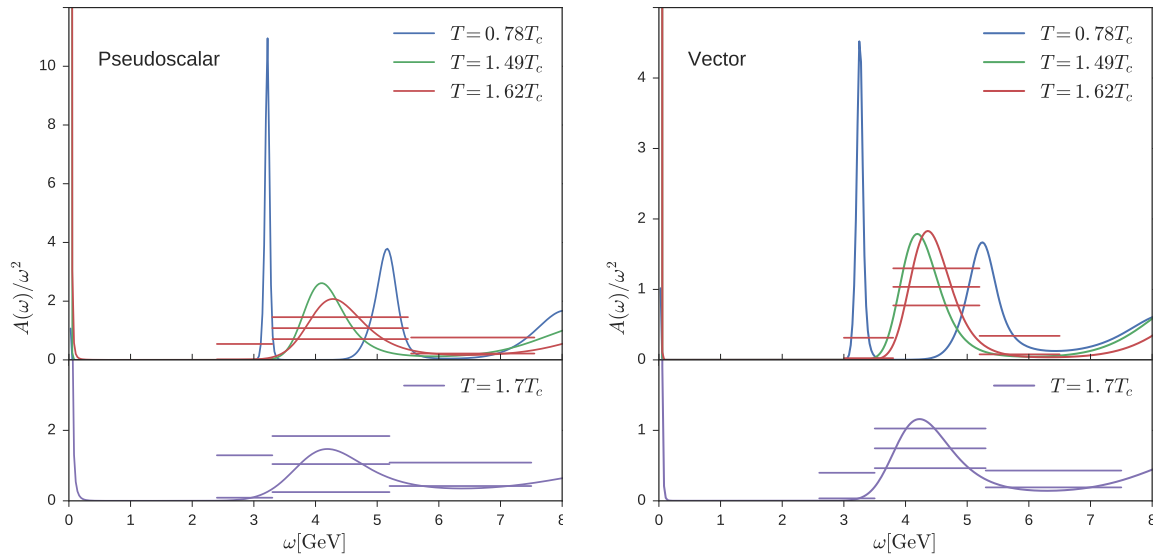 Pseudoscalar
T = 0.78T_c
T = 1.49T_c
T = 1.62T_c
A(ω)/ω²
10
8
6
4
2
0
T = 1.7T_c
2
0
0 1 2 3 4 5 6 7 8
ω[GeV]
Vector
T = 0.78T_c
T = 1.49T_c
T = 1.62T_c
A(ω)/ω²
4
3
2
1
0
T = 1.7T_c
1
0
0 1 2 3 4 5 6 7 8
ω[GeV]